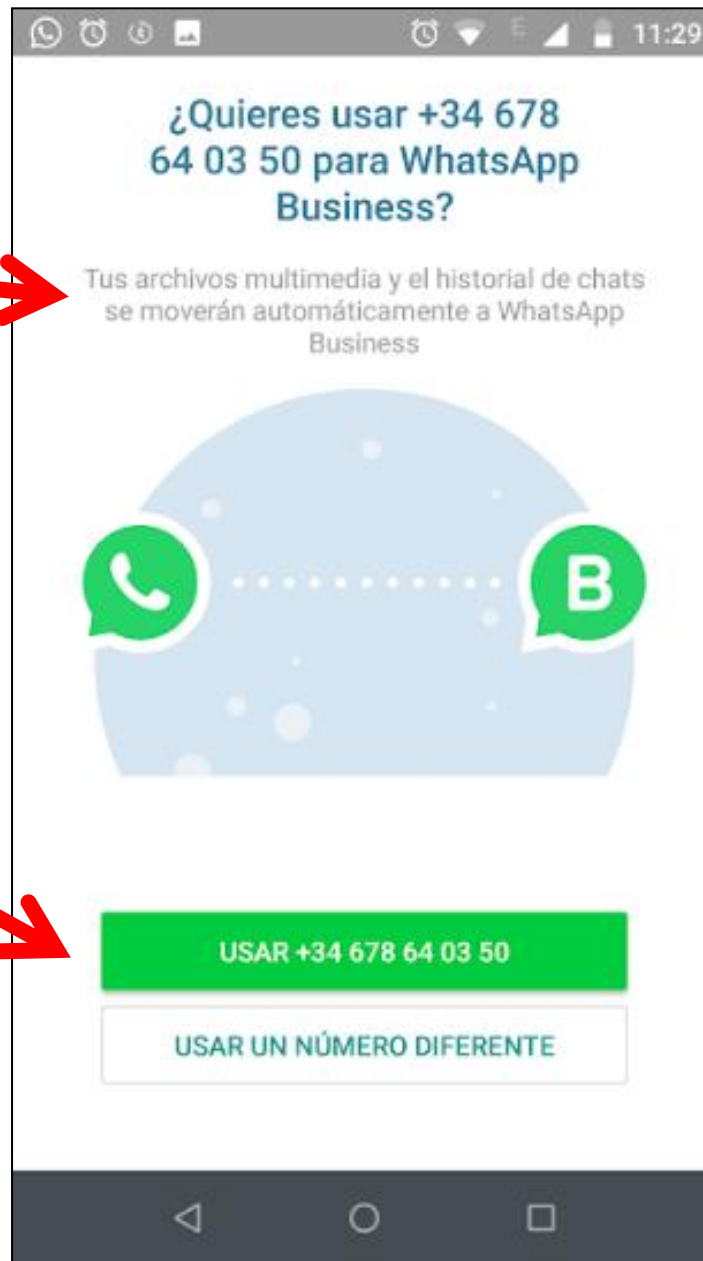 11:29
¿Quieres usar +34 678
64 03 50 para WhatsApp
Business?
Tus archivos multimedia y el historial de chats
se moverán automáticamente a WhatsApp
Business
B
USAR +34 678 64 03 50
USAR UN NÚMERO DIFERENTE